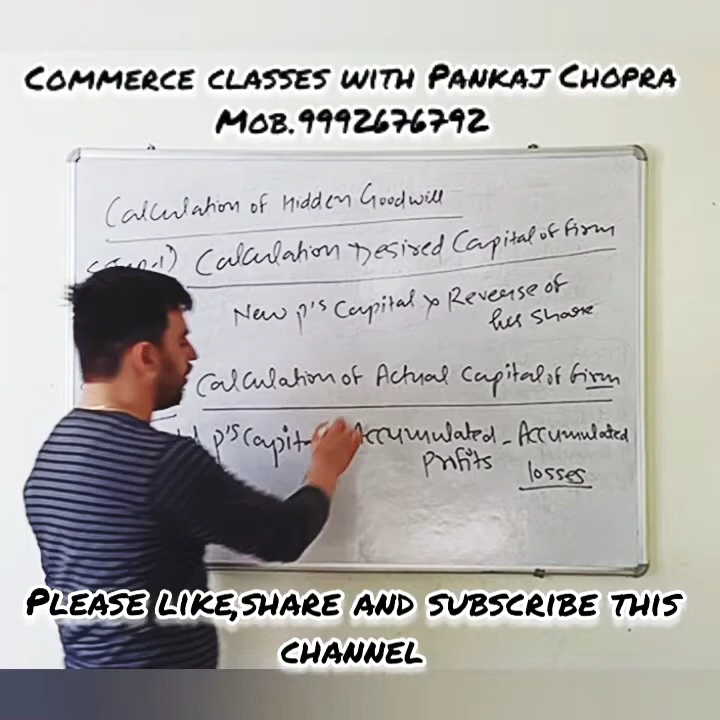 COMMERCE CLASSES WITH PANKAJ CHOPRA
MOB.9992676792
Calculation of Hidden Goodwill
Calculation Desired Capital of firm
New P's Capital x Reverse of
his share
Calculation of Actual Capital of firm
P's Capit Accumulated - Accumulated
Profits losses
PLEASE LIKE,SHARE AND SUBSCRIBE THIS
CHANNEL